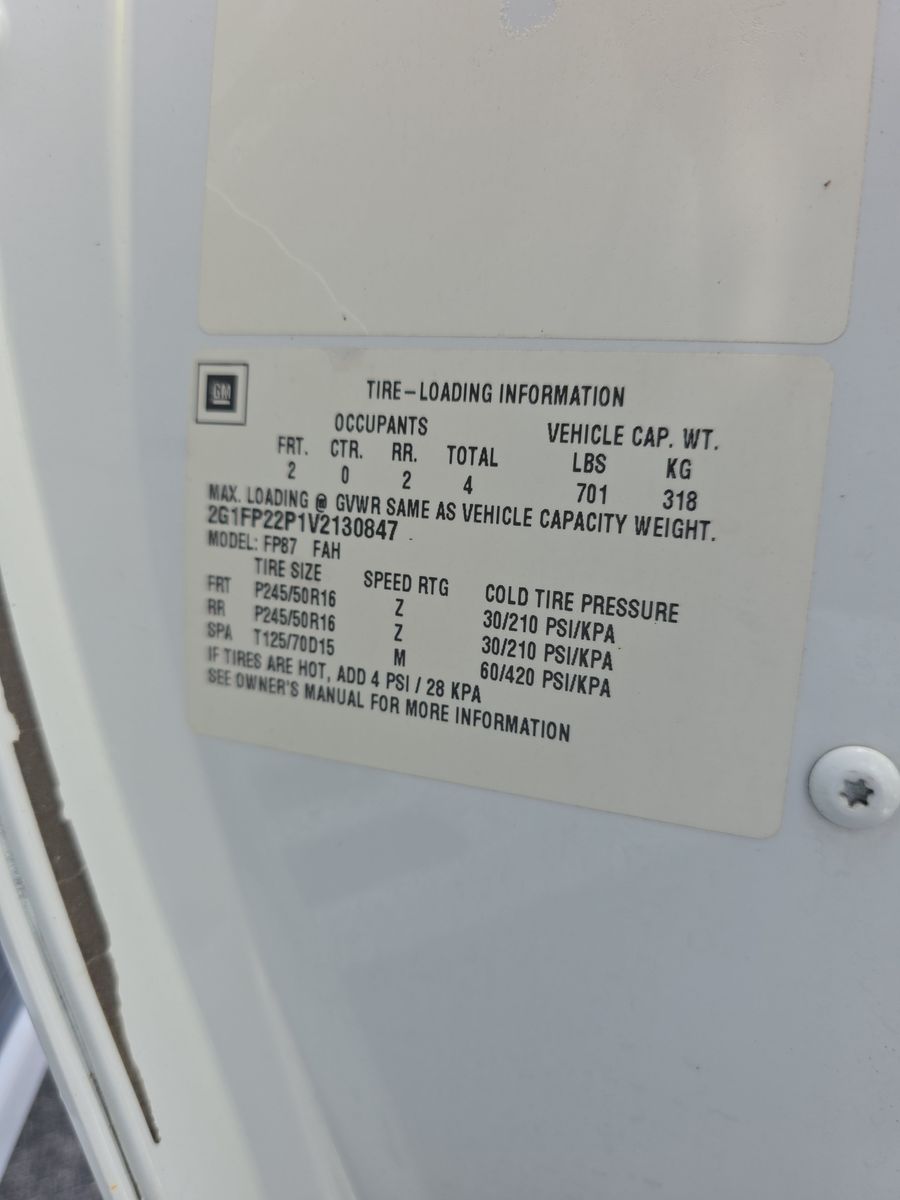 GM
TIRE-LOADING INFORMATION
OCCUPANTS VEHICLE CAP. WT.
FRT. CTR. RR. TOTAL LBS KG
2 0 2 4 701 318
MAX. LOADING @ GVWR SAME AS VEHICLE CAPACITY WEIGHT.
2G1FP22P1V2130847
MODEL: FP87 FAH
TIRE SIZE SPEED RTG COLD TIRE PRESSURE
FRT P245/50R16 Z 30/210 PSI/KPA
RR P245/50R16 Z 30/210 PSI/KPA
SPA T125/70D15 M 60/420 PSI/KPA
IF TIRES ARE HOT, ADD 4 PSI / 28 KPA
SEE OWNER'S MANUAL FOR MORE INFORMATION